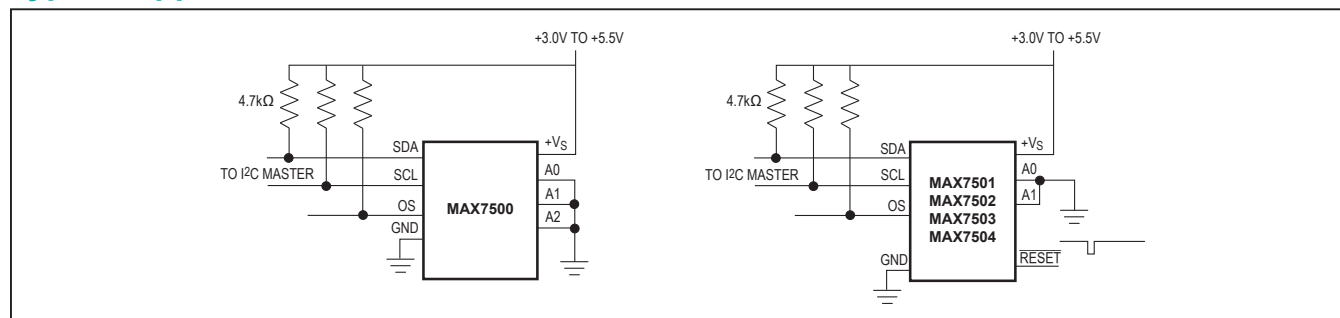 +3.0V TO +5.5V
4.7kΩ
SDA
+VS
TO I2C MASTER
A0
SCL
A1
OS
MAX7500
A2
GND
+3.0V TO +5.5V
4.7kΩ
SDA
+VS
TO I2C MASTER
A0
SCL
MAX7501
A1
OS
MAX7502
MAX7503
MAX7504
GND
RESET